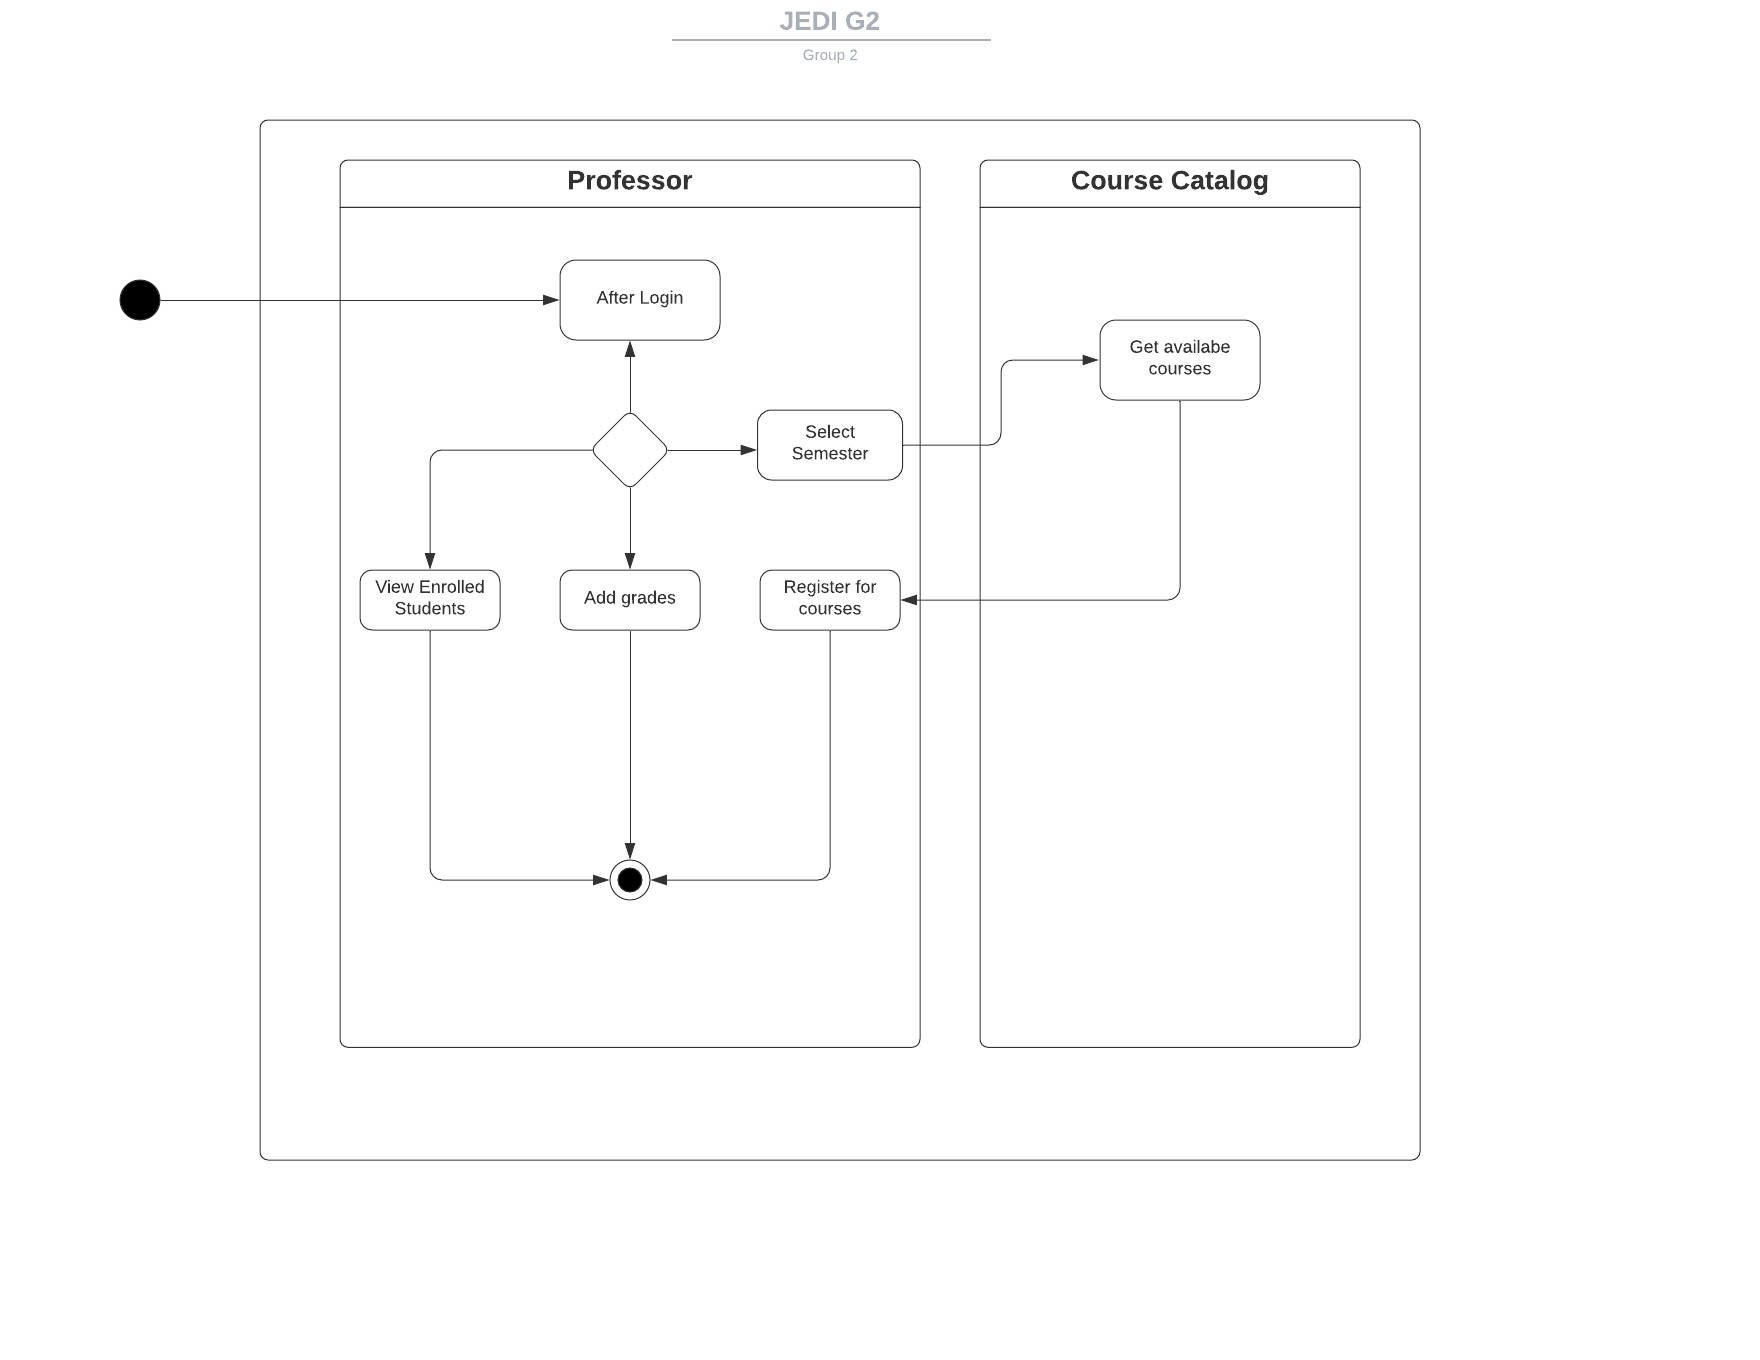 JEDI G2
Group 2
Professor
Course Catalog
After Login
Get availabe
courses
Select
Semester
View Enrolled
Students
Add grades
Register for
courses